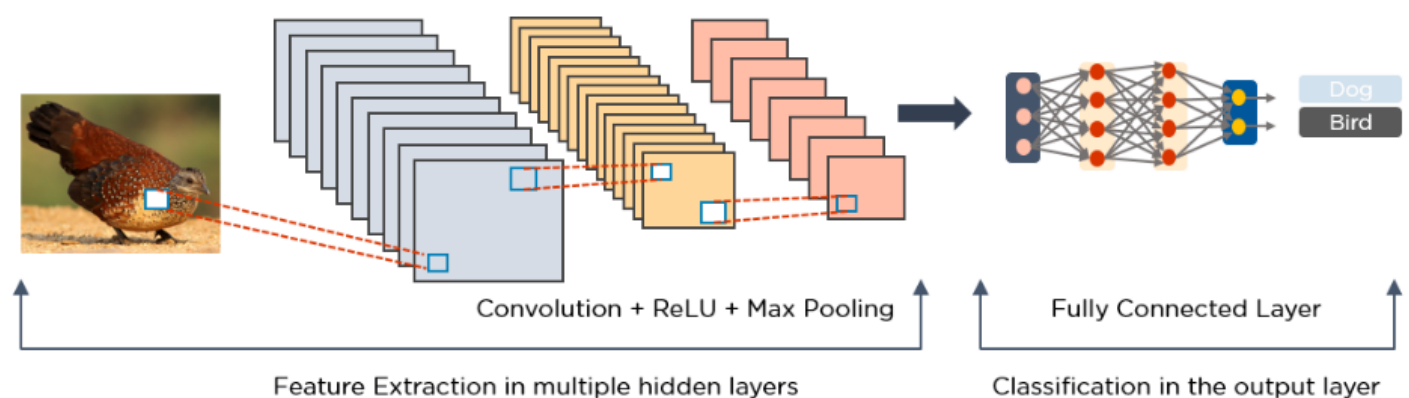 Dog
Bird
Convolution + ReLU + Max Pooling
Fully Connected Layer
Feature Extraction in multiple hidden layers
Classification in the output layer